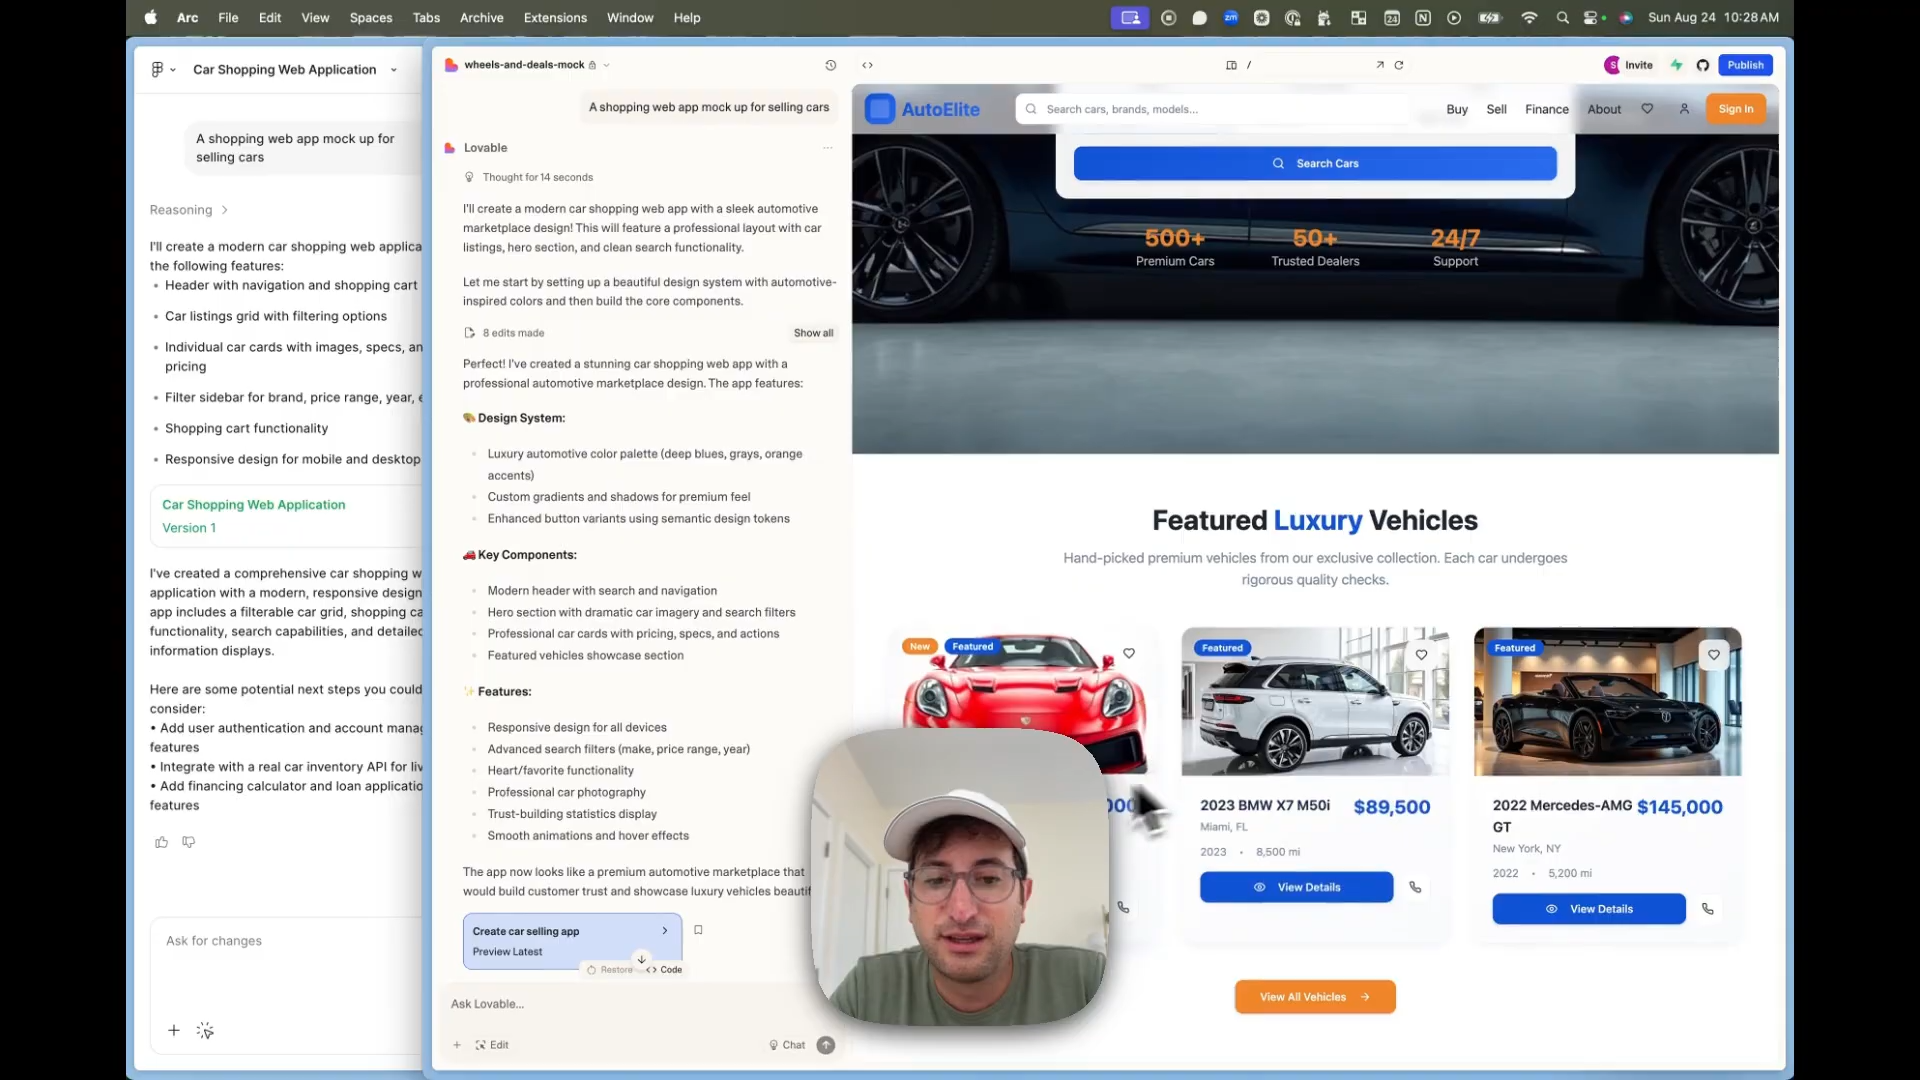 Arc File Edit View Spaces Tabs Archive Extensions Window Help
zm
24
Sun Aug 24 10:28 AM
Car Shopping Web Application
A shopping web app mock up for
selling cars
Reasoning
I'll create a modern car shopping web applica
the following features:
• Header with navigation and shopping cart
• Car listings grid with filtering options
• Individual car cards with images, specs, an
pricing
• Filter sidebar for brand, price range, year, e
• Shopping cart functionality
• Responsive design for mobile and desktop
Car Shopping Web Application
Version 1
I've created a comprehensive car shopping w
application with a modern, responsive design
app includes a filterable car grid, shopping ca
functionality, search capabilities, and detailed
information displays.
Here are some potential next steps you could
consider:
• Add user authentication and account manag
features
• Integrate with a real car inventory API for liv
• Add financing calculator and loan applicatio
features
Ask for changes
wheels-and-deals-mock
A shopping web app mock up for selling cars
Lovable
Thought for 14 seconds
I'll create a modern car shopping web app with a sleek automotive
marketplace design! This will feature a professional layout with car
listings, hero section, and clean search functionality.
Let me start by setting up a beautiful design system with automotive-
inspired colors and then build the core components.
8 edits made
Show all
Perfect! I've created a stunning car shopping web app with a
professional automotive marketplace design. The app features:
🎨 Design System:
Luxury automotive color palette (deep blues, grays, orange
accents)
Custom gradients and shadows for premium feel
Enhanced button variants using semantic design tokens
🚗 Key Components:
Modern header with search and navigation
Hero section with dramatic car imagery and search filters
Professional car cards with pricing, specs, and actions
Featured vehicles showcase section
✨ Features:
Responsive design for all devices
Advanced search filters (make, price range, year)
Heart/favorite functionality
Professional car photography
Trust-building statistics display
Smooth animations and hover effects
The app now looks like a premium automotive marketplace that
would build customer trust and showcase luxury vehicles beautif
Create car selling app
Preview Latest
Restore
Code
Ask Lovable...
Edit
Chat
/
S
Invite
Publish
AutoElite
Search cars, brands, models...
Buy Sell Finance About
Sign In
Search Cars
500+ 50+ 24/7
Premium Cars Trusted Dealers Support
Featured Luxury Vehicles
Hand-picked premium vehicles from our exclusive collection. Each car undergoes
rigorous quality checks.
New Featured
00
Featured
2023 BMW X7 M50i $89,500
Miami, FL
2023 • 8,500 mi
View Details
Featured
2022 Mercedes-AMG $145,000
GT
New York, NY
2022 • 5,200 mi
View Details
View All Vehicles